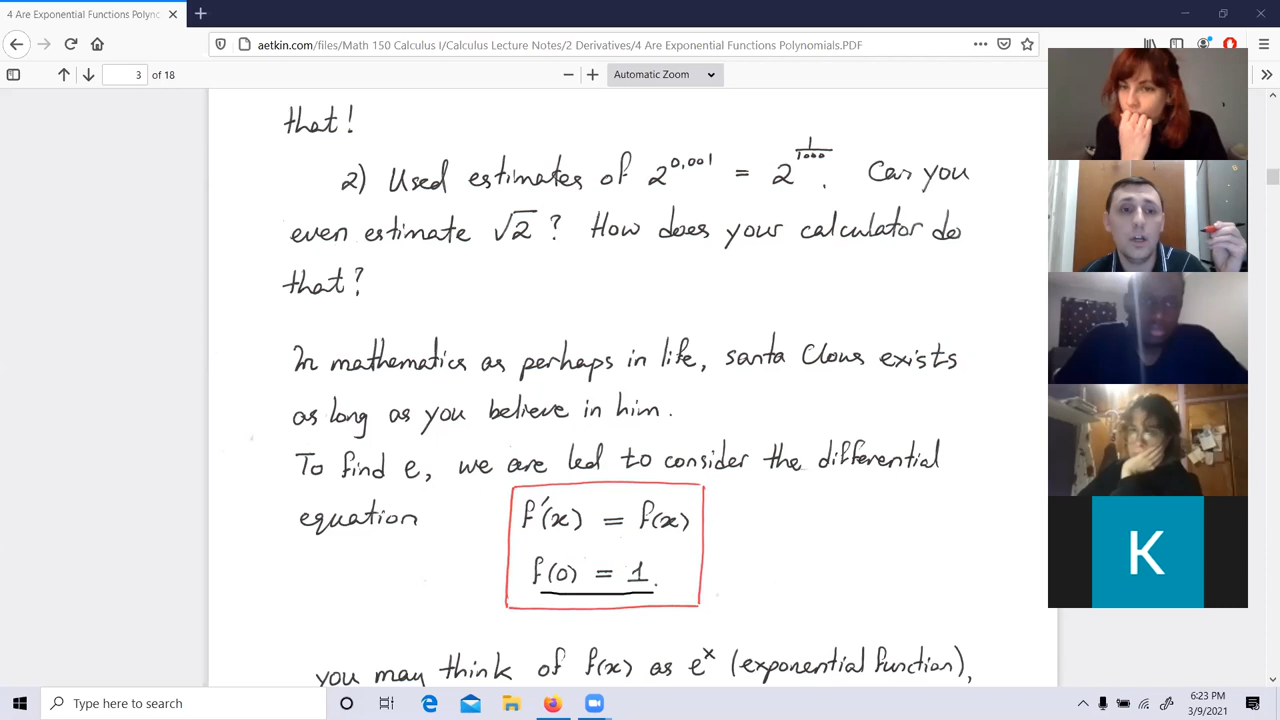 4 Are Exponential Functions Polyno
aetkin.com/files/Math 150 Calculus I/Calculus Lecture Notes/2 Derivatives/4 Are Exponential Functions Polynomials.PDF
3 of 18
Automatic Zoom
that!
2) Used estimates of 2^0,001 = 2^1/1000. Can you
even estimate √2? How does your calculator do
that?
In mathematics as perhaps in life, santa Claus exists
as long as you believe in him.
To find e, we are led to consider the differential
equation
f'(x) = f(x)
f(0) = 1.
you may think of f(x) as e^x (exponential function),
K
Type here to search
6:23 PM
3/9/2021